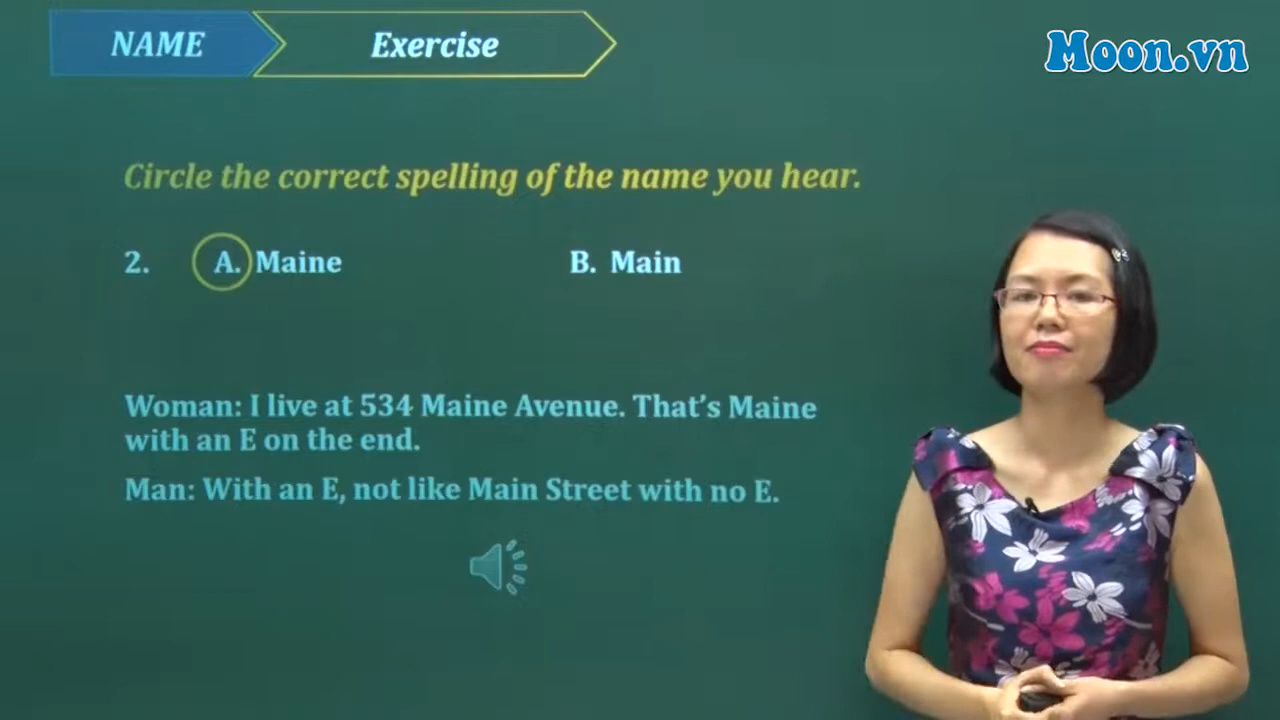 NAME
Exercise
Moon.vn
Circle the correct spelling of the name you hear.
2. A. Maine B. Main
Woman: I live at 534 Maine Avenue. That's Maine
with an E on the end.
Man: With an E, not like Main Street with no E.